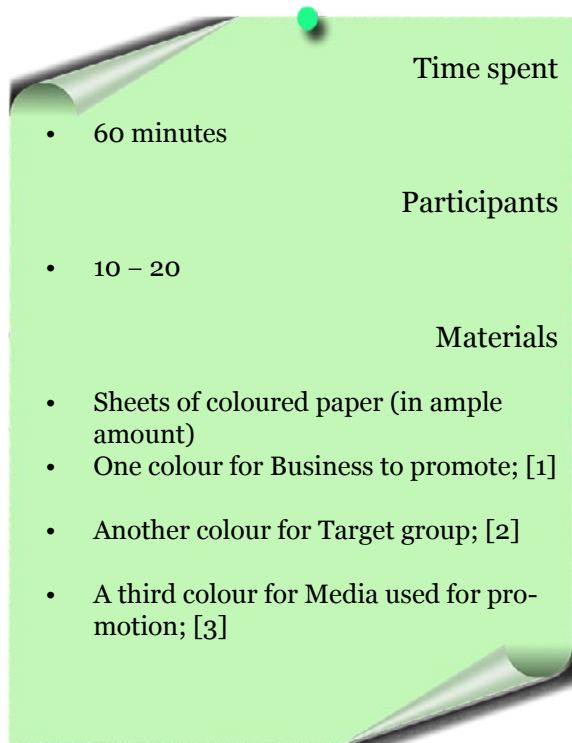 Time spent
• 60 minutes
Participants
• 10 – 20
Materials
• Sheets of coloured paper (in ample
amount)
• One colour for Business to promote; [1]
• Another colour for Target group; [2]
• A third colour for Media used for pro-
motion; [3]